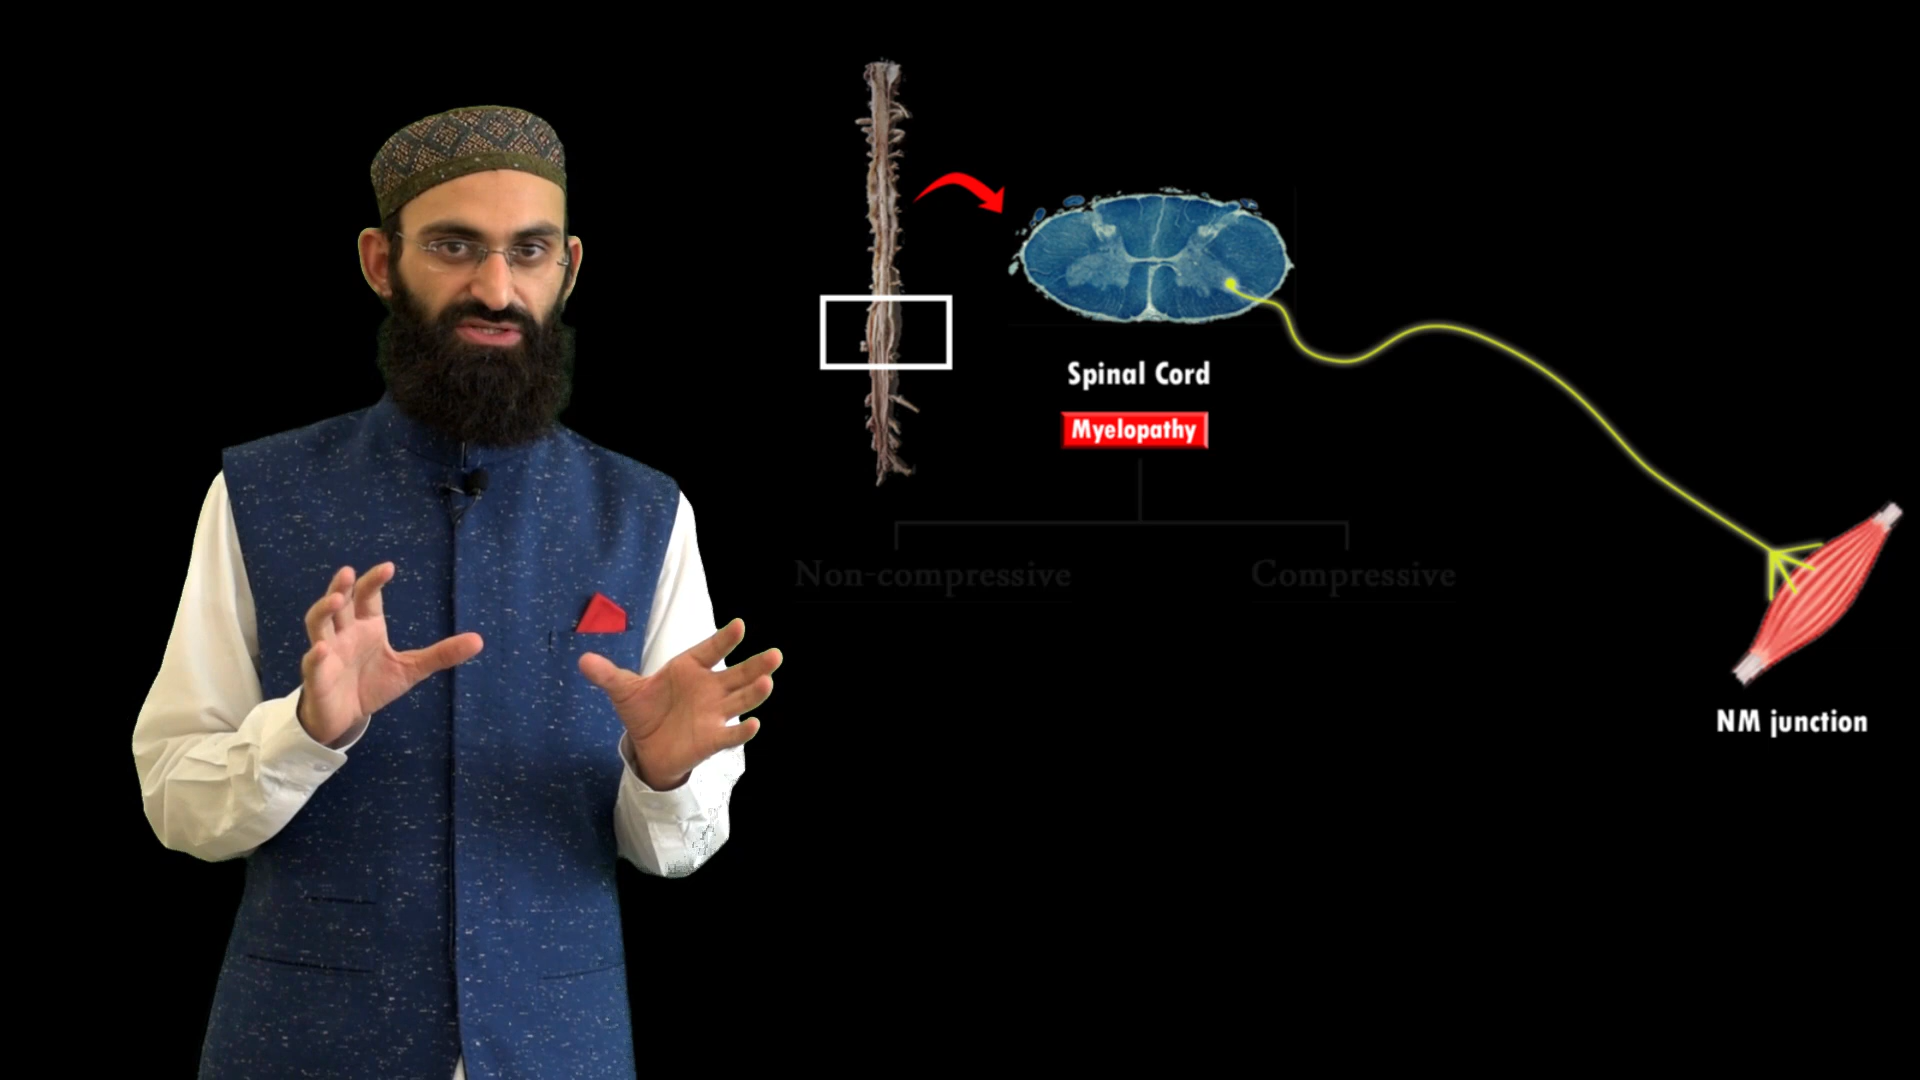 Spinal Cord
Myelopathy
Non-compressive
Compressive
NM junction